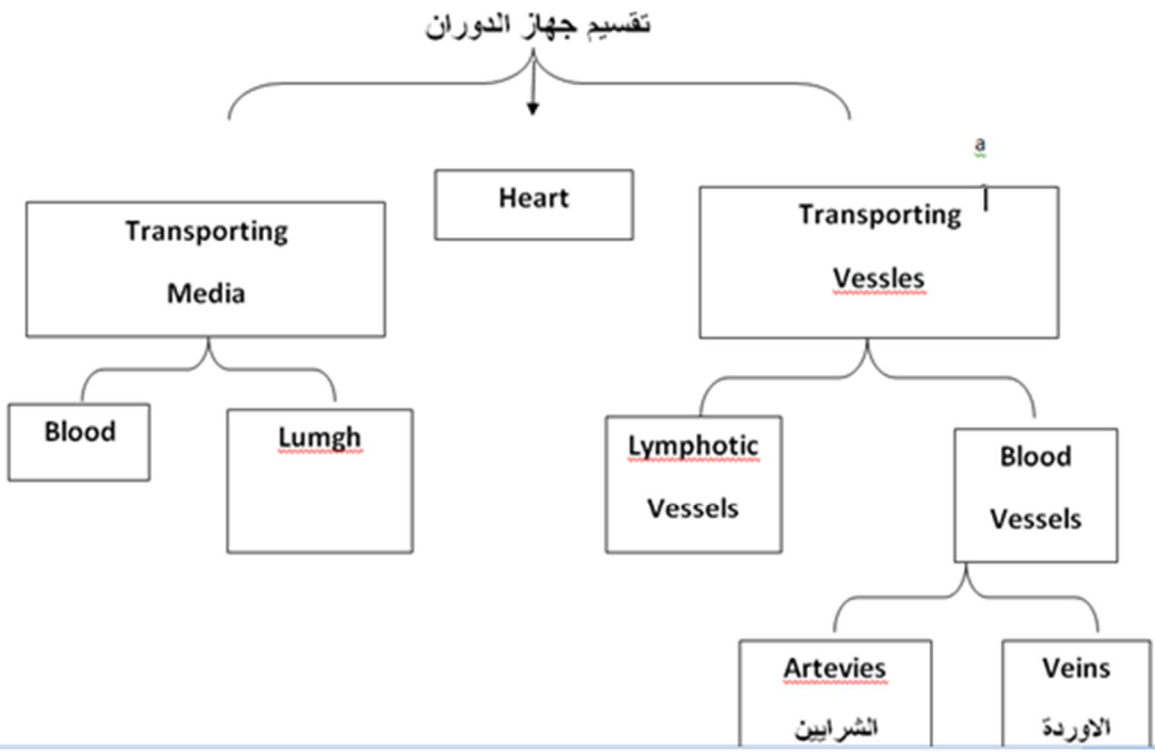 تقسيم جهاز الدوران
a
Heart
Transporting
Media
Transporting
Vessles
Blood
Lumgh
Lymphotic
Vessels
Blood
Vessels
Artevies
الشرايين
Veins
الاوردة